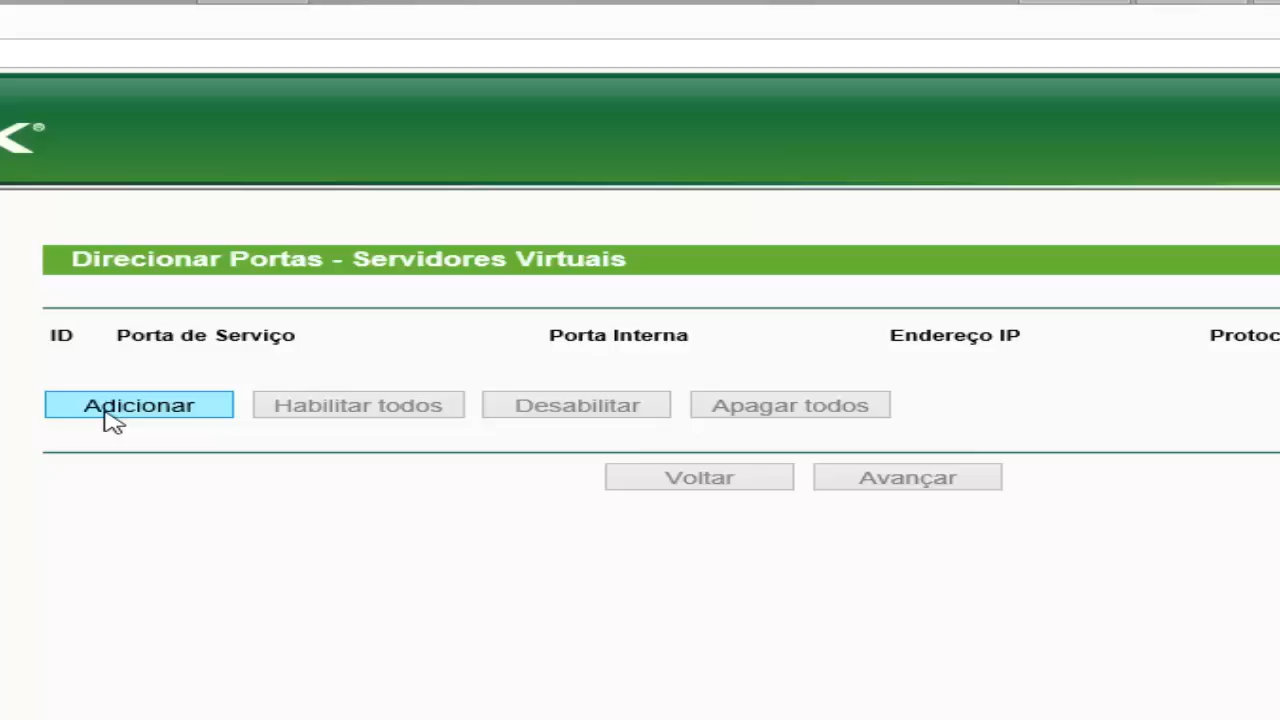 K®
Direcionar Portas - Servidores Virtuais
ID Porta de Serviço Porta Interna Endereço IP Protoc
Adicionar Habilitar todos Desabilitar Apagar todos
Voltar Avançar